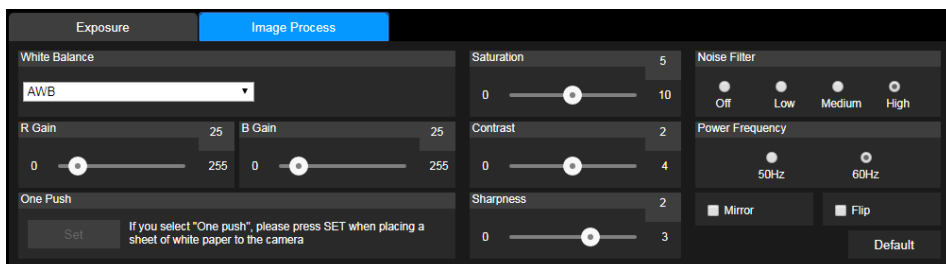 Exposure
Image Process
White Balance
AWB
R Gain 25
0 255
B Gain 25
0 255
One Push
Set
If you select "One push", please press SET when placing a
sheet of white paper to the camera
Saturation 5
0 10
Contrast 2
0 4
Sharpness 2
0 3
Noise Filter
Off Low Medium High
Power Frequency
50Hz 60Hz
Mirror Flip
Default